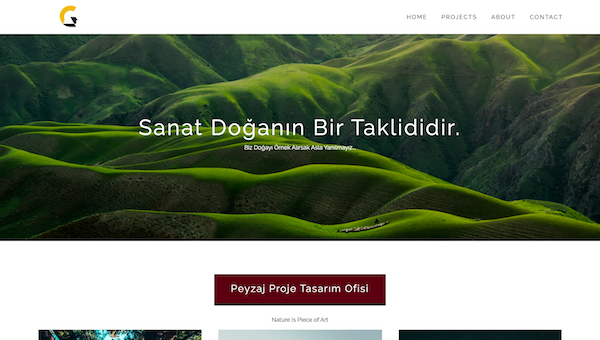 HOME PROJECTS ABOUT CONTACT
Sanat Doğanın Bir Taklididir.
Biz Doğayı Örnek Alırsak Asla Yanılmayız..
Peyzaj Proje Tasarım Ofisi
Nature Is Piece of Art